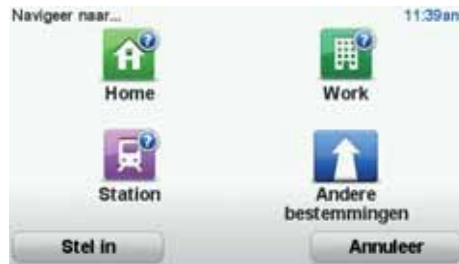 Navigeer naar...
11:39am
Home
Work
Station
Andere
bestemmingen
Stel in
Annuleer